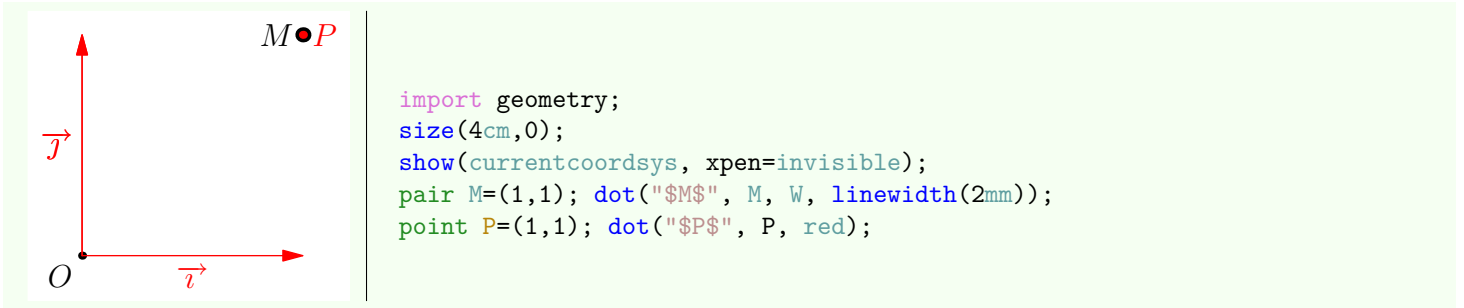 M P
j
O
i
import geometry;
size(4cm,0);
show(currentcoordsys, xpen=invisible);
pair M=(1,1); dot("$M$", M, W, linewidth(2mm));
point P=(1,1); dot("$P$", P, red);